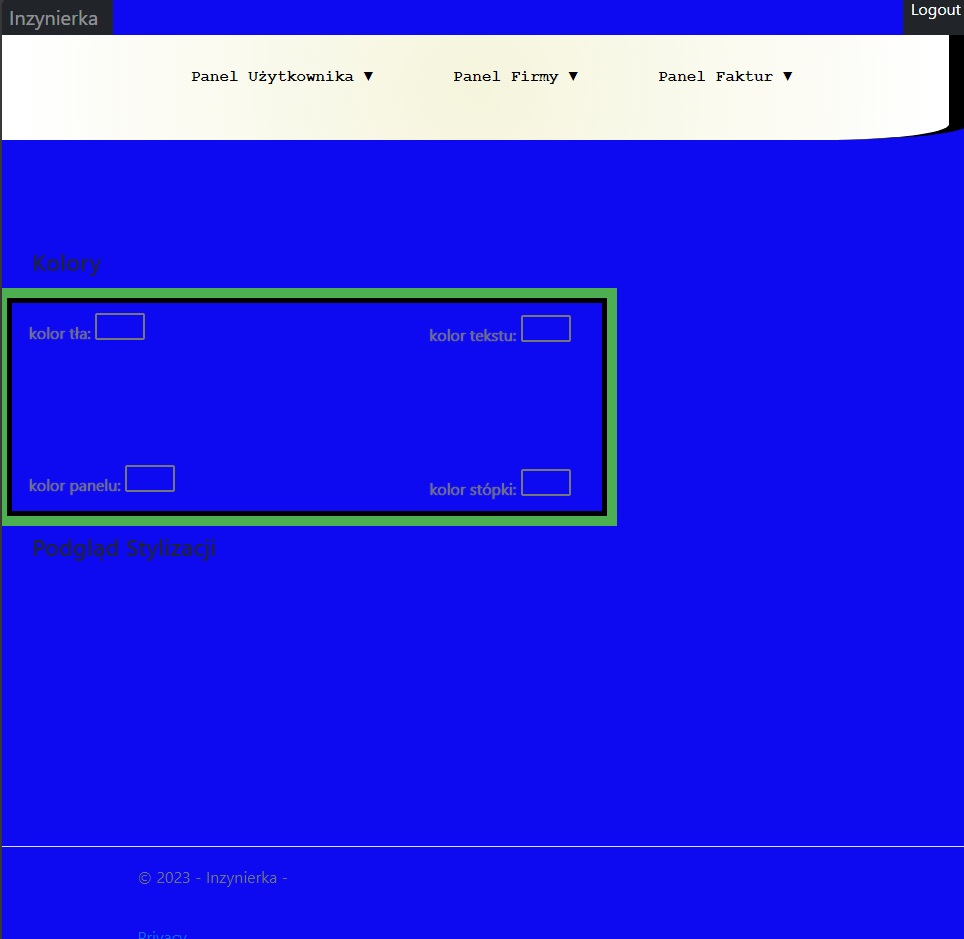 Inzynierka Logout
Panel Użytkownika ▼ Panel Firmy ▼ Panel Faktur ▼
Kolory
kolor tła: kolor tekstu:
kolor panelu: kolor stópki:
Podgląd Stylizacji
© 2023 - Inzynierka -
Privacy